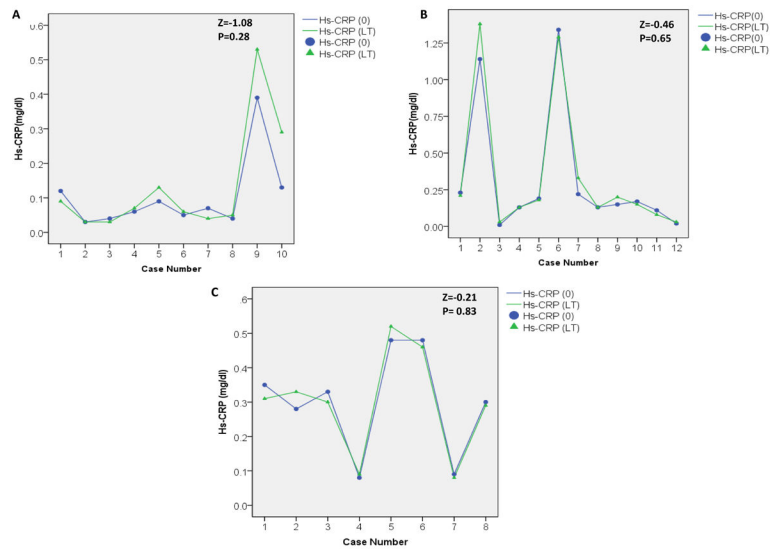 A
Z=-1.08
P=0.28
Hs-CRP (0)
Hs-CRP (LT)
Hs-CRP (0)
Hs-CRP (LT)
Hs-CRP(mg/dl)
0.6
0.5
0.4
0.3
0.2
0.1
0.0
1 2 3 4 5 6 7 8 9 10
Case Number
B
Z=-0.46
P=0.65
Hs-CRP(0)
Hs-CRP(LT)
Hs-CRP(0)
Hs-CRP(LT)
Hs-CRP(mg/dl)
1.25
1.00
0.75
0.50
0.25
0.00
1 2 3 4 5 6 7 8 9 10 11 12
Case Number
C
Z=-0.21
P= 0.83
Hs-CRP (0)
Hs-CRP (LT)
Hs-CRP (0)
Hs-CRP (LT)
Hs-CRP (mg/dl)
6
0.5
0.4
0.3
0.2
0.1
0.0
1 2 3 4 5 6 7 8
Case Number